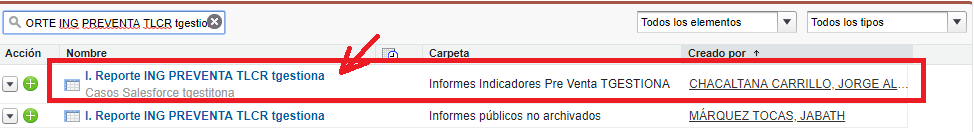 ORTE ING PREVENTA TLCR tgestio
Todos los elementos
Todos los tipos
Acción Nombre Carpeta Creado por
I. Reporte ING PREVENTA TLCR tgestiona Informes Indicadores Pre Venta TGESTIONA CHACALTANA CARRILLO, JORGE AL...
Casos Salesforce tgestitona
I. Reporte ING PREVENTA TLCR tgestiona Informes públicos no archivados MÁRQUEZ TOCAS, JABATH